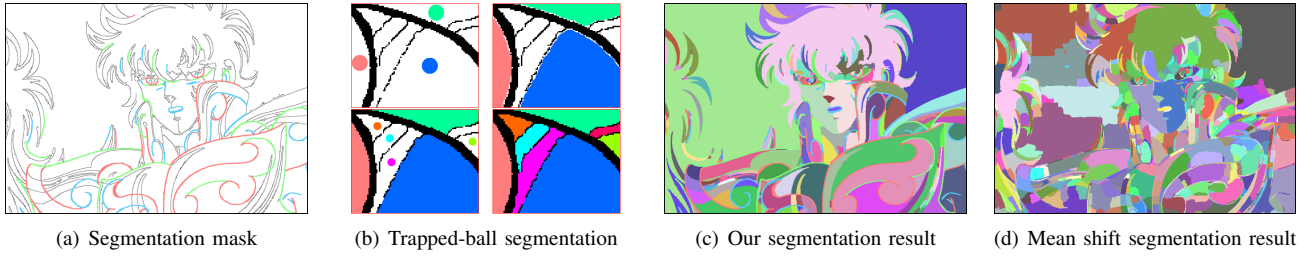 (a) Segmentation mask
(b) Trapped-ball segmentation
(c) Our segmentation result
(d) Mean shift segmentation result